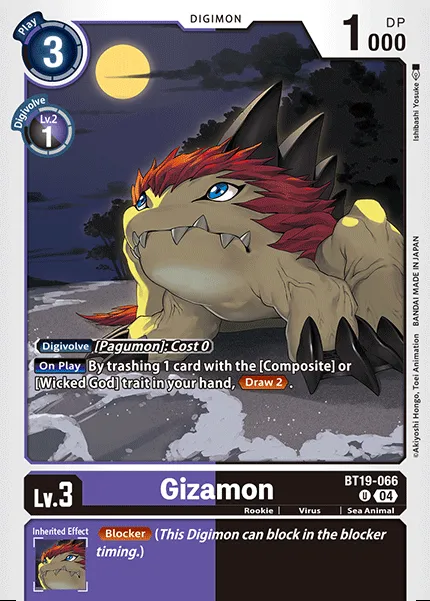 DIGIMON
Play
3
1 000
DP
Digivolve
Lv.2
1
Ishibashi Yosuke
©Akiyoshi Hongo, Toei Animation BANDAI MADE IN JAPAN
Digivolve [Pagumon]: Cost 0
On Play By trashing 1 card with the [Composite] or
[Wicked God] trait in your hand, Draw 2 .
BT19-066
Lv.3
Gizamon
U 04
Rookie | Virus | Sea Animal
Inherited Effect
Blocker (This Digimon can block in the blocker
timing.)